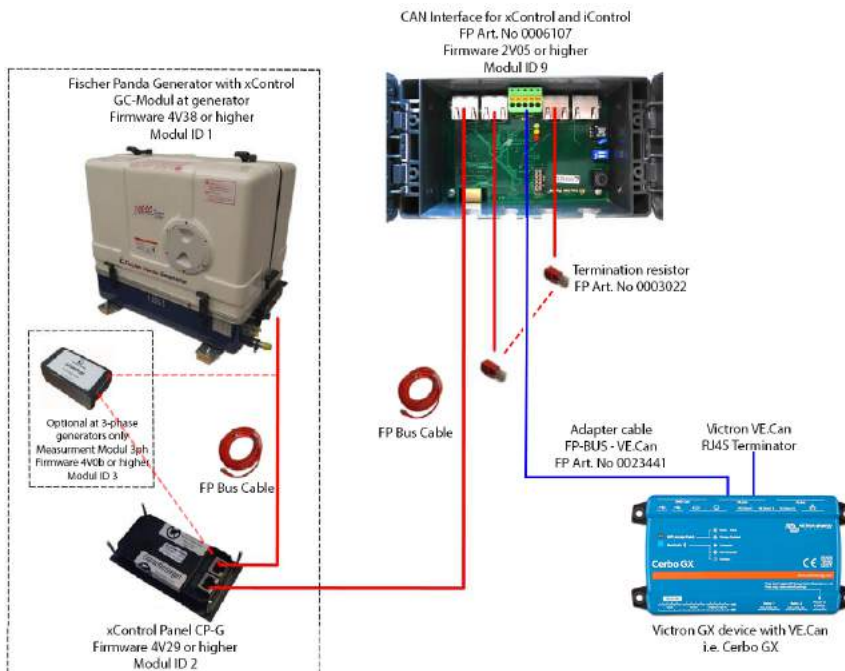 CAN Interface for xControl and iControl
FP Art. No 0006107
Firmware 2V05 or higher
Modul ID 9
Fischer Panda Generator with xControl
GC-Modul at generator
Firmware 4V38 or higher
Modul ID 1
Termination resistor
FP Art. No 0003022
Optional at 3-phase
generators only
Measurment Modul 3ph
Firmware 4V0b or higher
Modul ID 3
FP Bus Cable
FP Bus Cable
Adapter cable
FP-BUS - VE.Can
FP Art. No 0023441
Victron VE.Can
RJ45 Terminator
victron energy
Cerbo GX
xControl Panel CP-G
Firmware 4V29 or higher
Modul ID 2
Victron GX device with VE.Can
i.e. Cerbo GX